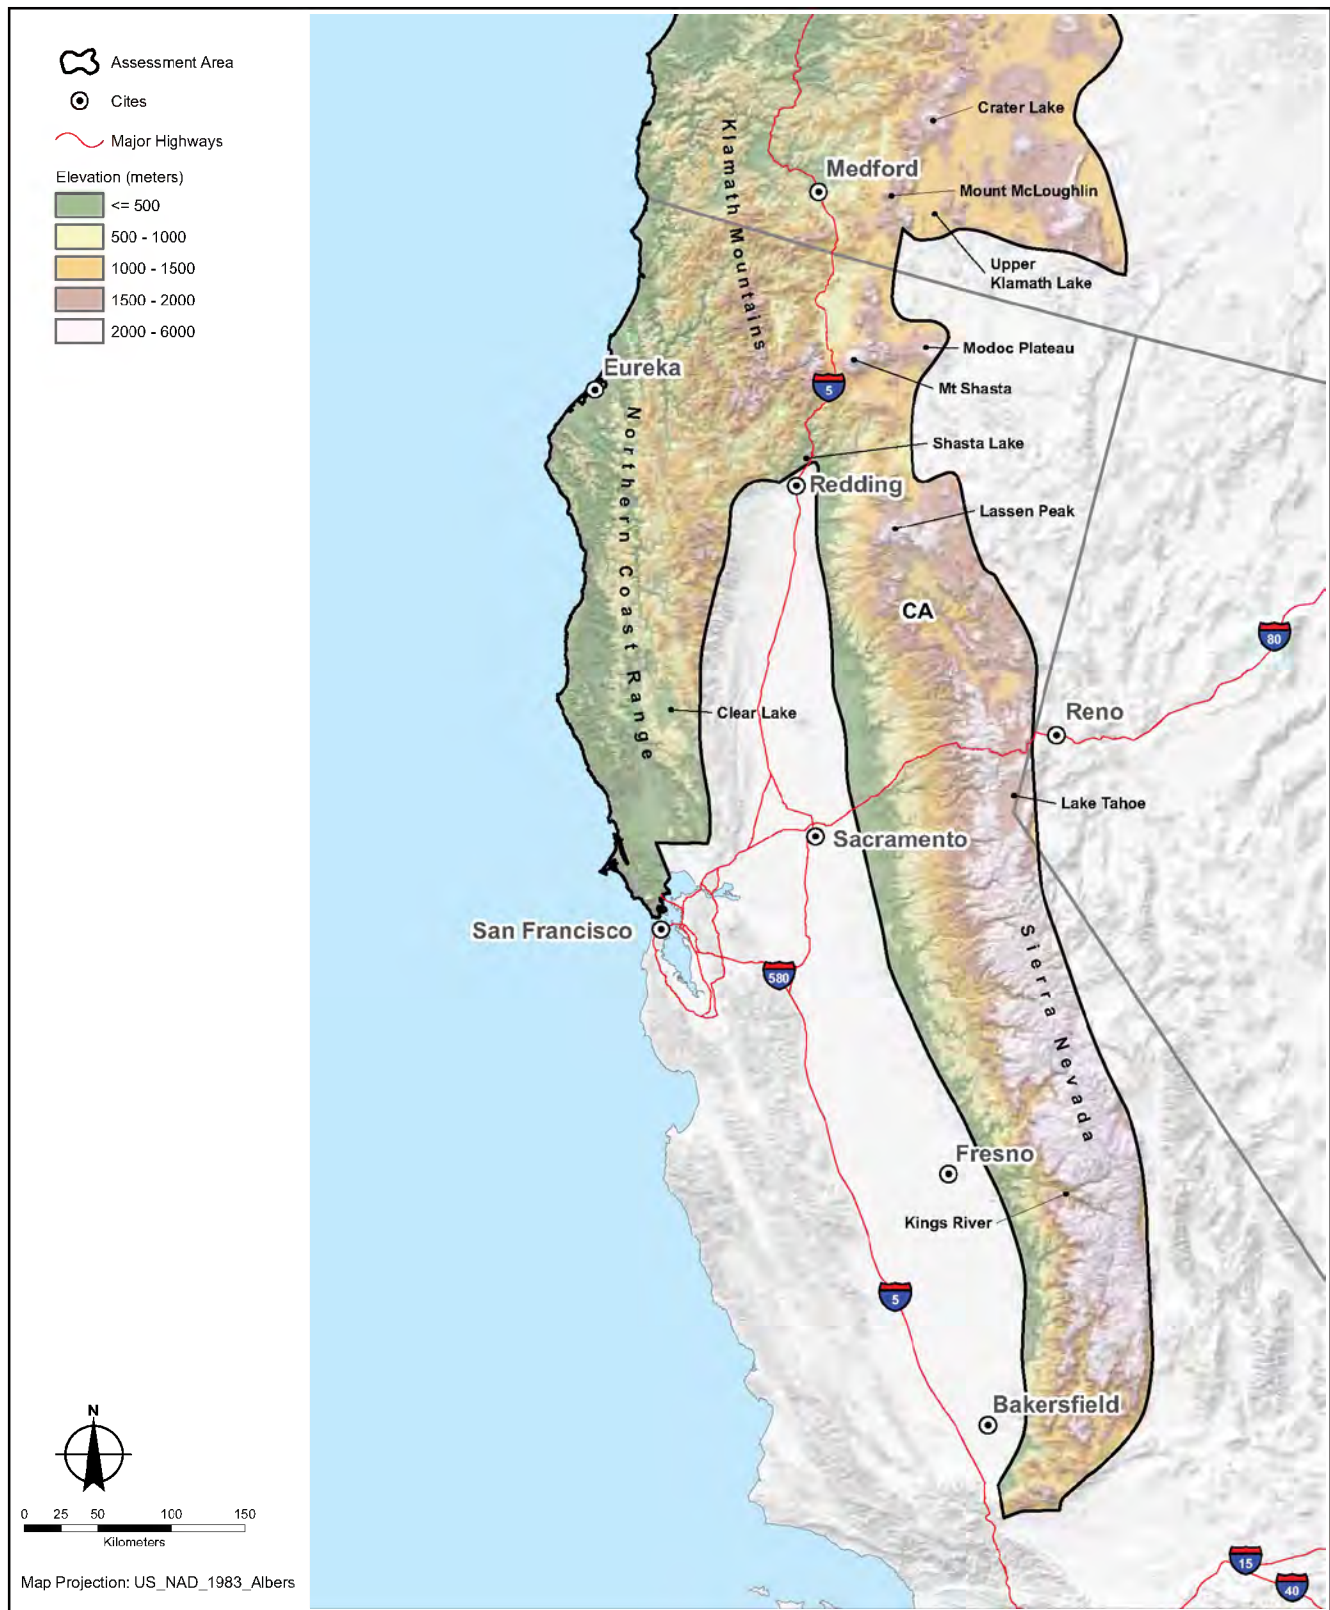 Assessment Area
Cites
Major Highways
Elevation (meters)
<= 500
500 - 1000
1000 - 1500
1500 - 2000
2000 - 6000
Crater Lake
Klamath Mountains
Medford
Mount McLoughlin
Upper
Klamath Lake
Modoc Plateau
Eureka
5
Mt Shasta
Northern Coast Range
Shasta Lake
Redding
Lassen Peak
CA
80
Clear Lake
Reno
Lake Tahoe
Sacramento
San Francisco
Sierra Nevada
580
Fresno
Kings River
5
Bakersfield
N
0 25 50 100 150
Kilometers
15
40
Map Projection: US_NAD_1983_Albers